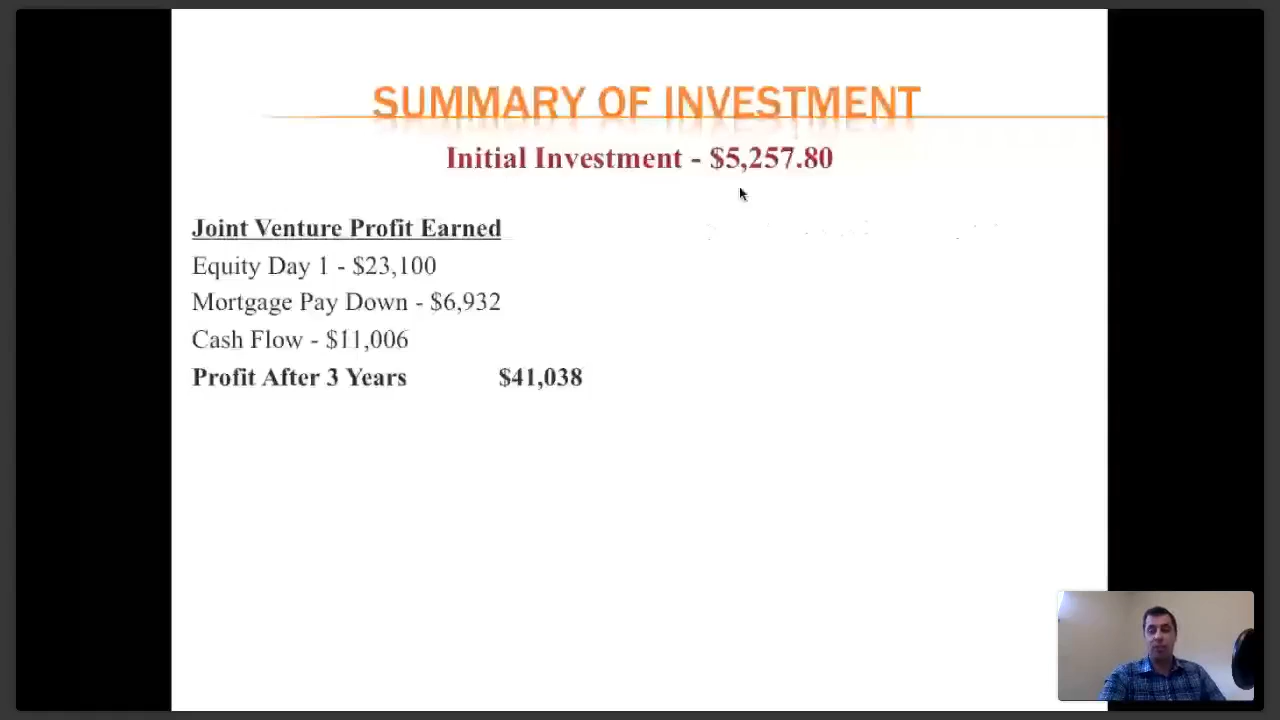 SUMMARY OF INVESTMENT
Initial Investment - $5,257.80
Joint Venture Profit Earned
Equity Day 1 - $23,100
Mortgage Pay Down - $6,932
Cash Flow - $11,006
Profit After 3 Years $41,038